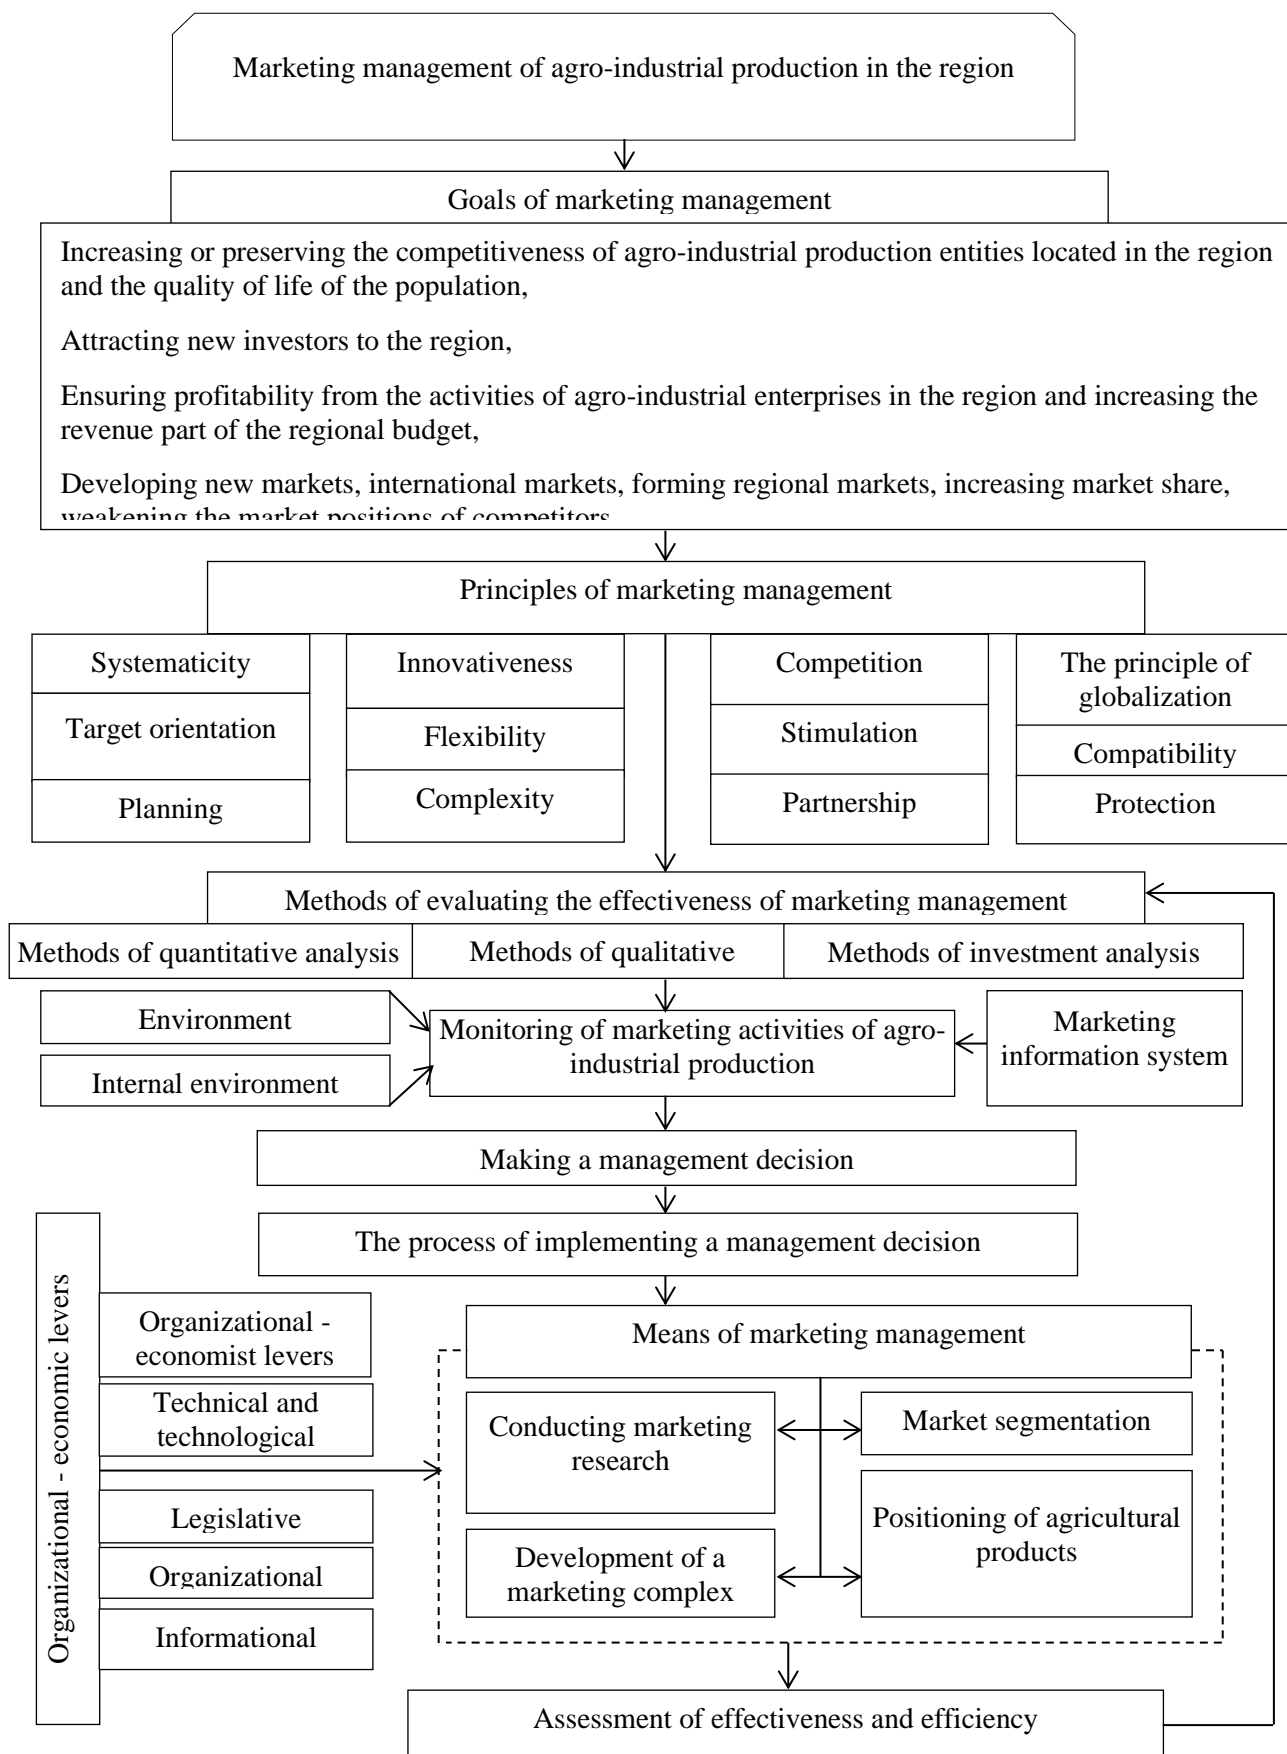 Marketing management of agro-industrial production in the region
Goals of marketing management
Increasing or preserving the competitiveness of agro-industrial production entities located in the region
and the quality of life of the population,
Attracting new investors to the region,
Ensuring profitability from the activities of agro-industrial enterprises in the region and increasing the
revenue part of the regional budget,
Developing new markets, international markets, forming regional markets, increasing market share,
weakening the market positions of competitors
Principles of marketing management
Systematicity
Target orientation
Planning
Innovativeness
Flexibility
Complexity
Competition
Stimulation
Partnership
The principle of
globalization
Compatibility
Protection
Methods of evaluating the effectiveness of marketing management
Methods of quantitative analysis
Methods of qualitative
Methods of investment analysis
Environment
Internal environment
Monitoring of marketing activities of agro-
industrial production
Marketing
information system
Making a management decision
The process of implementing a management decision
Organizational - economic levers
Organizational -
economist levers
Technical and
technological
Legislative
Organizational
Informational
Means of marketing management
Conducting marketing
research
Market segmentation
Development of a
marketing complex
Positioning of agricultural
products
Assessment of effectiveness and efficiency